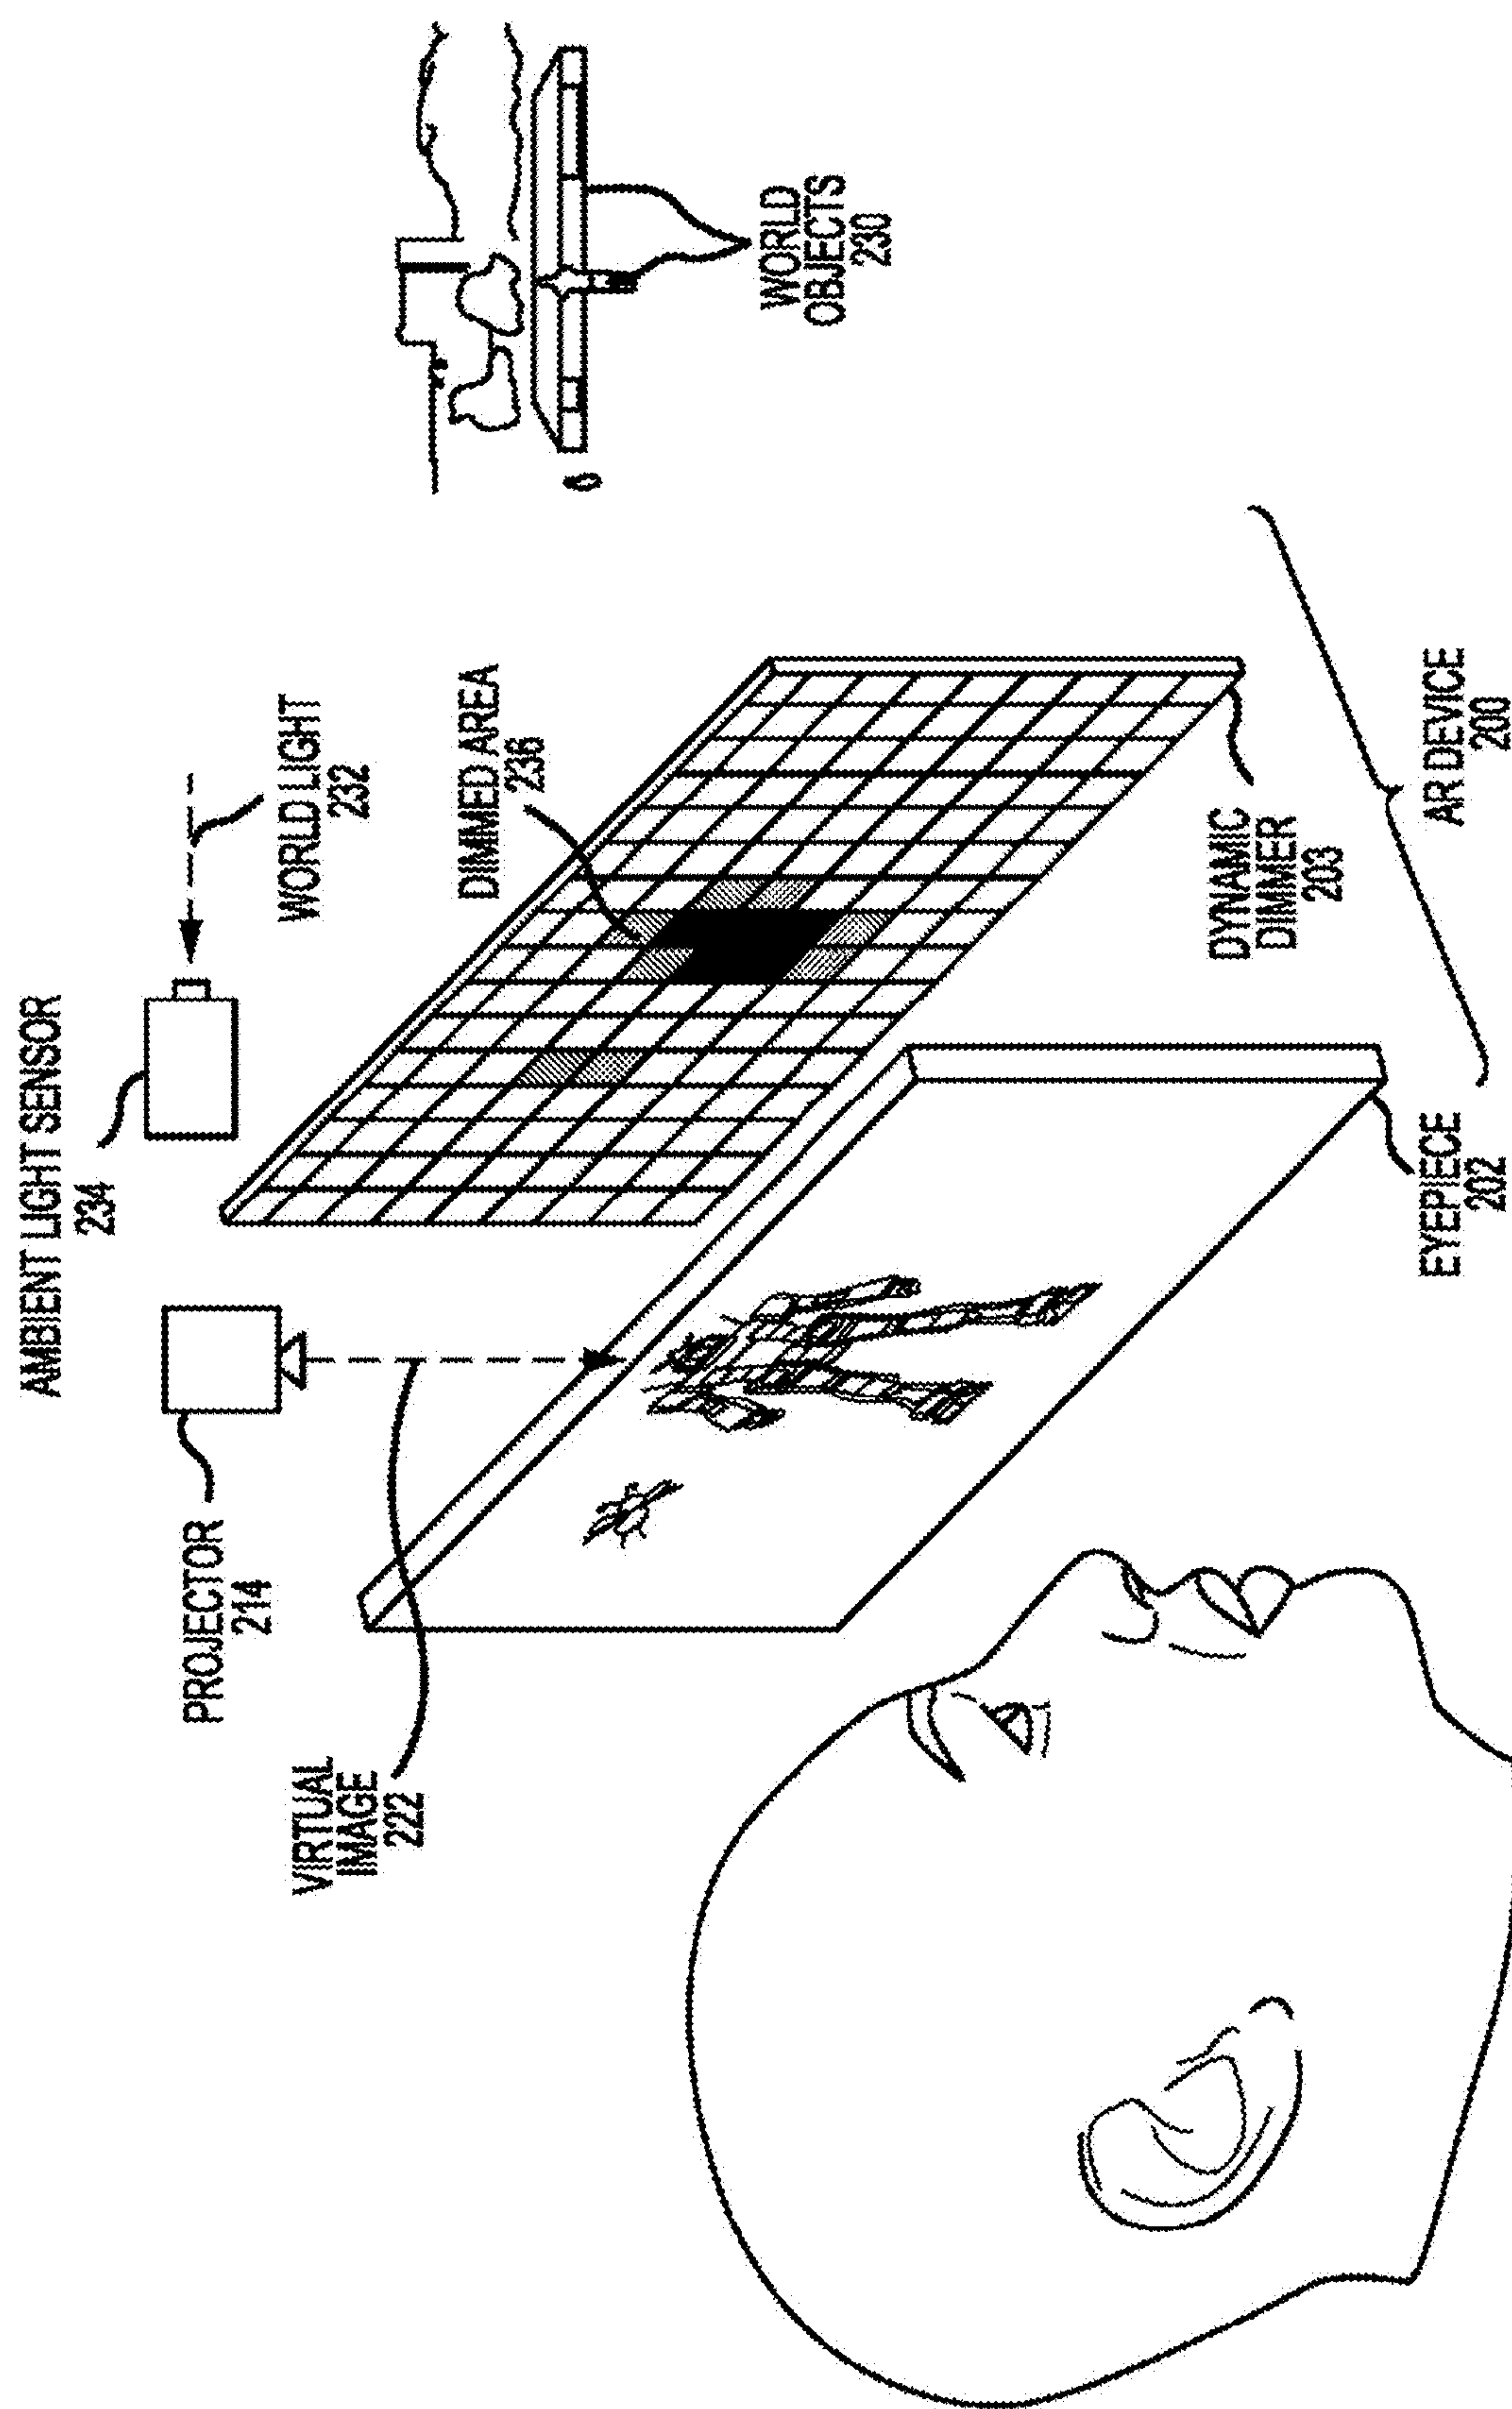 AMBIENT LIGHT SENSOR
234
WORLD LIGHT
232
PROJECTOR
214
VIRTUAL
IMAGE
222
DIMMED AREA
236
WORLD
OBJECTS
230
DYNAMIC
DIMMER
203
EYEPIECE
202
AR DEVICE
200